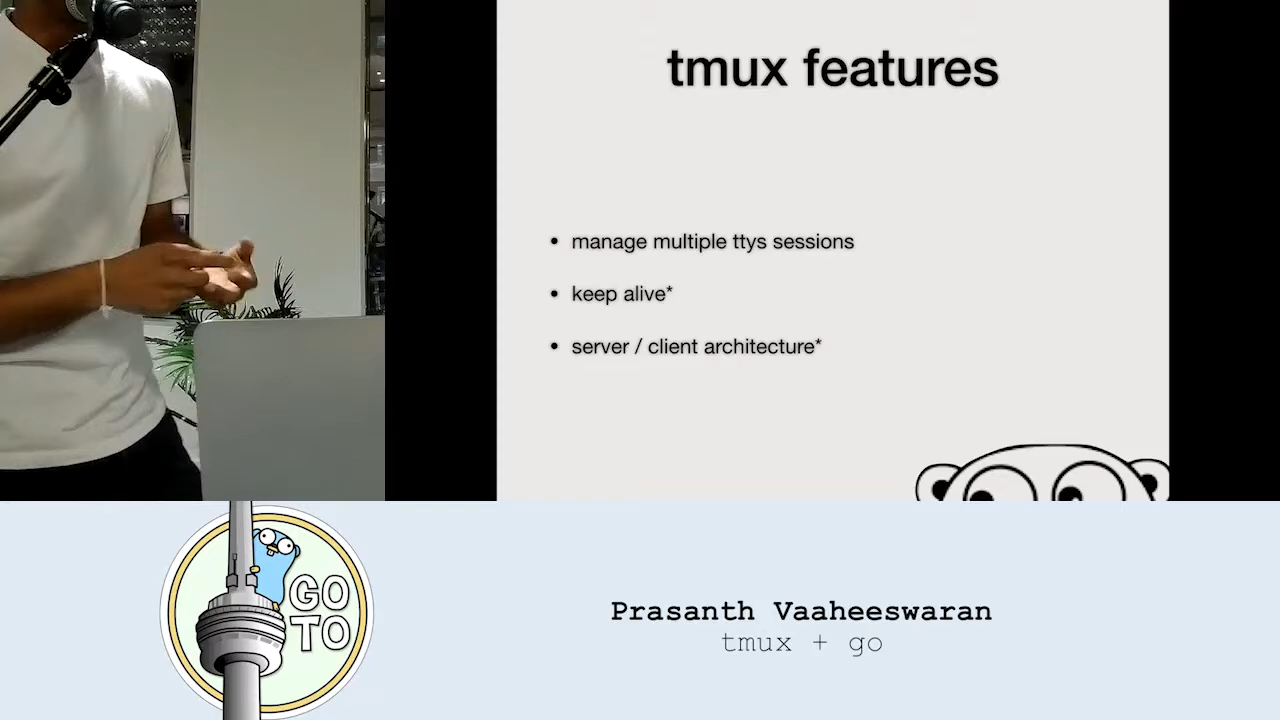 tmux features
• manage multiple ttys sessions
• keep alive*
• server / client architecture*
GO
TO
Prasanth Vaaheeswaran
tmux + go